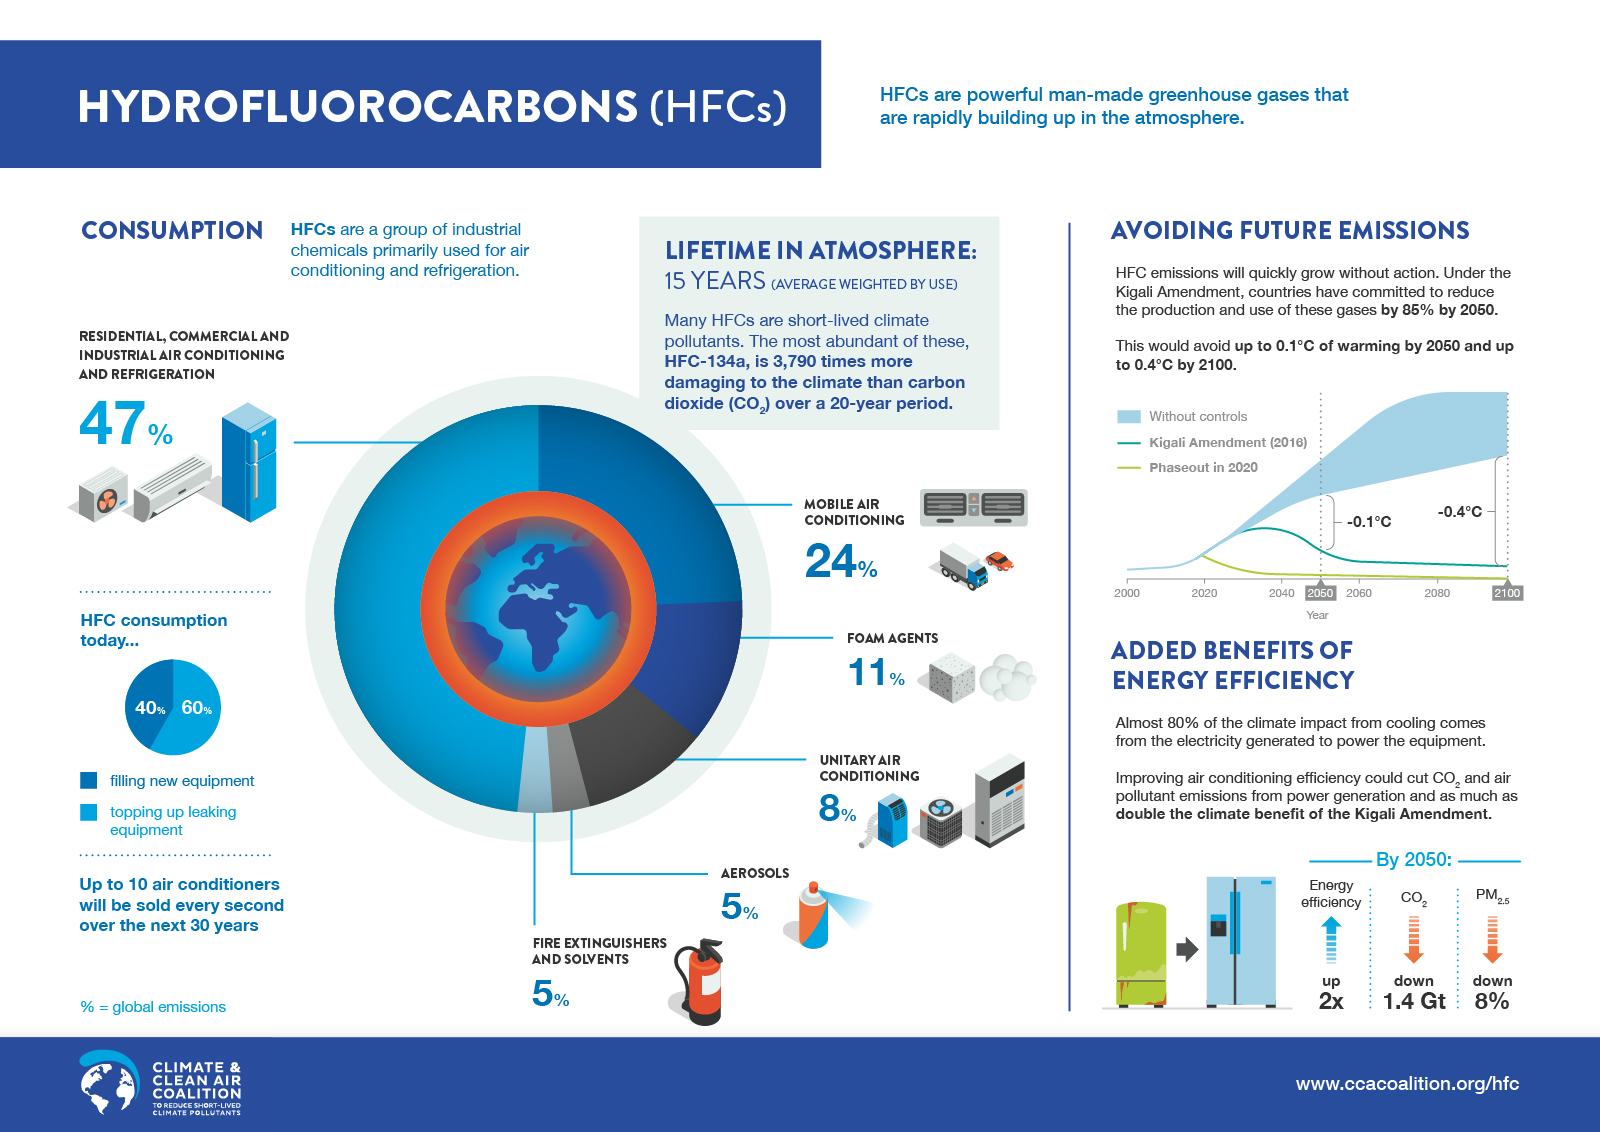 HYDROFLUOROCARBONS (HFCs)
HFCs are powerful man-made greenhouse gases that
are rapidly building up in the atmosphere.
CONSUMPTION
HFCs are a group of industrial
chemicals primarily used for air
conditioning and refrigeration.
RESIDENTIAL, COMMERCIAL AND
INDUSTRIAL AIR CONDITIONING
AND REFRIGERATION
47%
HFC consumption
today...
40%
60%
filling new equipment
topping up leaking
equipment
Up to 10 air conditioners
will be sold every second
over the next 30 years
% = global emissions
LIFETIME IN ATMOSPHERE:
15 YEARS (AVERAGE WEIGHTED BY USE)
Many HFCs are short-lived climate
pollutants. The most abundant of these,
HFC-134a, is 3,790 times more
damaging to the climate than carbon
dioxide (CO₂) over a 20-year period.
MOBILE AIR
CONDITIONING
24%
FOAM AGENTS
11%
UNITARY AIR
CONDITIONING
8%
AEROSOLS
5%
FIRE EXTINGUISHERS
AND SOLVENTS
5%
AVOIDING FUTURE EMISSIONS
HFC emissions will quickly grow without action. Under the
Kigali Amendment, countries have committed to reduce
the production and use of these gases by 85% by 2050.
This would avoid up to 0.1°C of warming by 2050 and up
to 0.4°C by 2100.
Without controls
Kigali Amendment (2016)
Phaseout in 2020
-0.1°C
-0.4°C
2000 2020 2040 2050 2060 2080 2100
Year
ADDED BENEFITS OF
ENERGY EFFICIENCY
Almost 80% of the climate impact from cooling comes
from the electricity generated to power the equipment.
Improving air conditioning efficiency could cut CO₂ and air
pollutant emissions from power generation and as much as
double the climate benefit of the Kigali Amendment.
By 2050:
Energy
efficiency
up
2x
CO₂
down
1.4 Gt
PM₂.₅
down
8%
CLIMATE &
CLEAN AIR
COALITION
TO REDUCE SHORT-LIVED
CLIMATE POLLUTANTS
www.ccacoalition.org/hfc